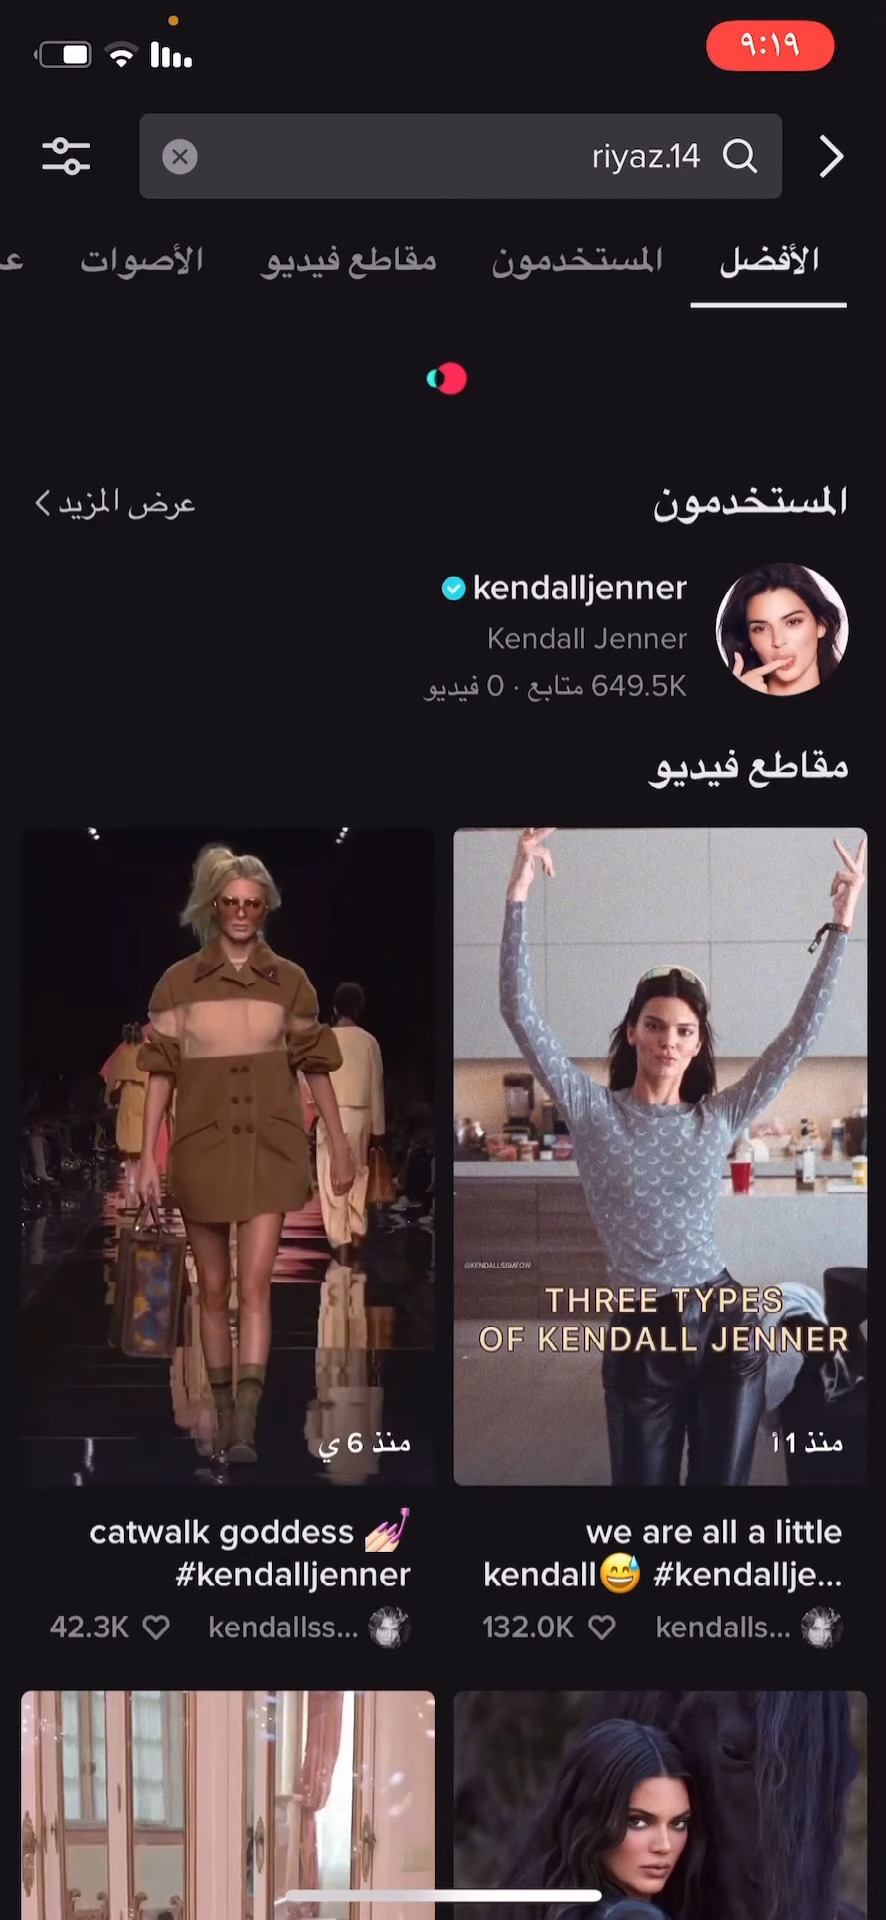 ٩:١٩
riyaz.14
الأفضل
المستخدمون
مقاطع فيديو
الأصوات
المستخدمون
عرض المزيد
kendalljenner
Kendall Jenner
649.5K متابع · 0 فيديو
مقاطع فيديو
@KENDALLSSMEOW
THREE TYPES
OF KENDALL JENNER
منذ 1 أ
منذ 6 ي
we are all a little
kendall😅 #kendallje...
kendalls... 132.0K
catwalk goddess 💅🏻
#kendalljenner
kendallss... 42.3K